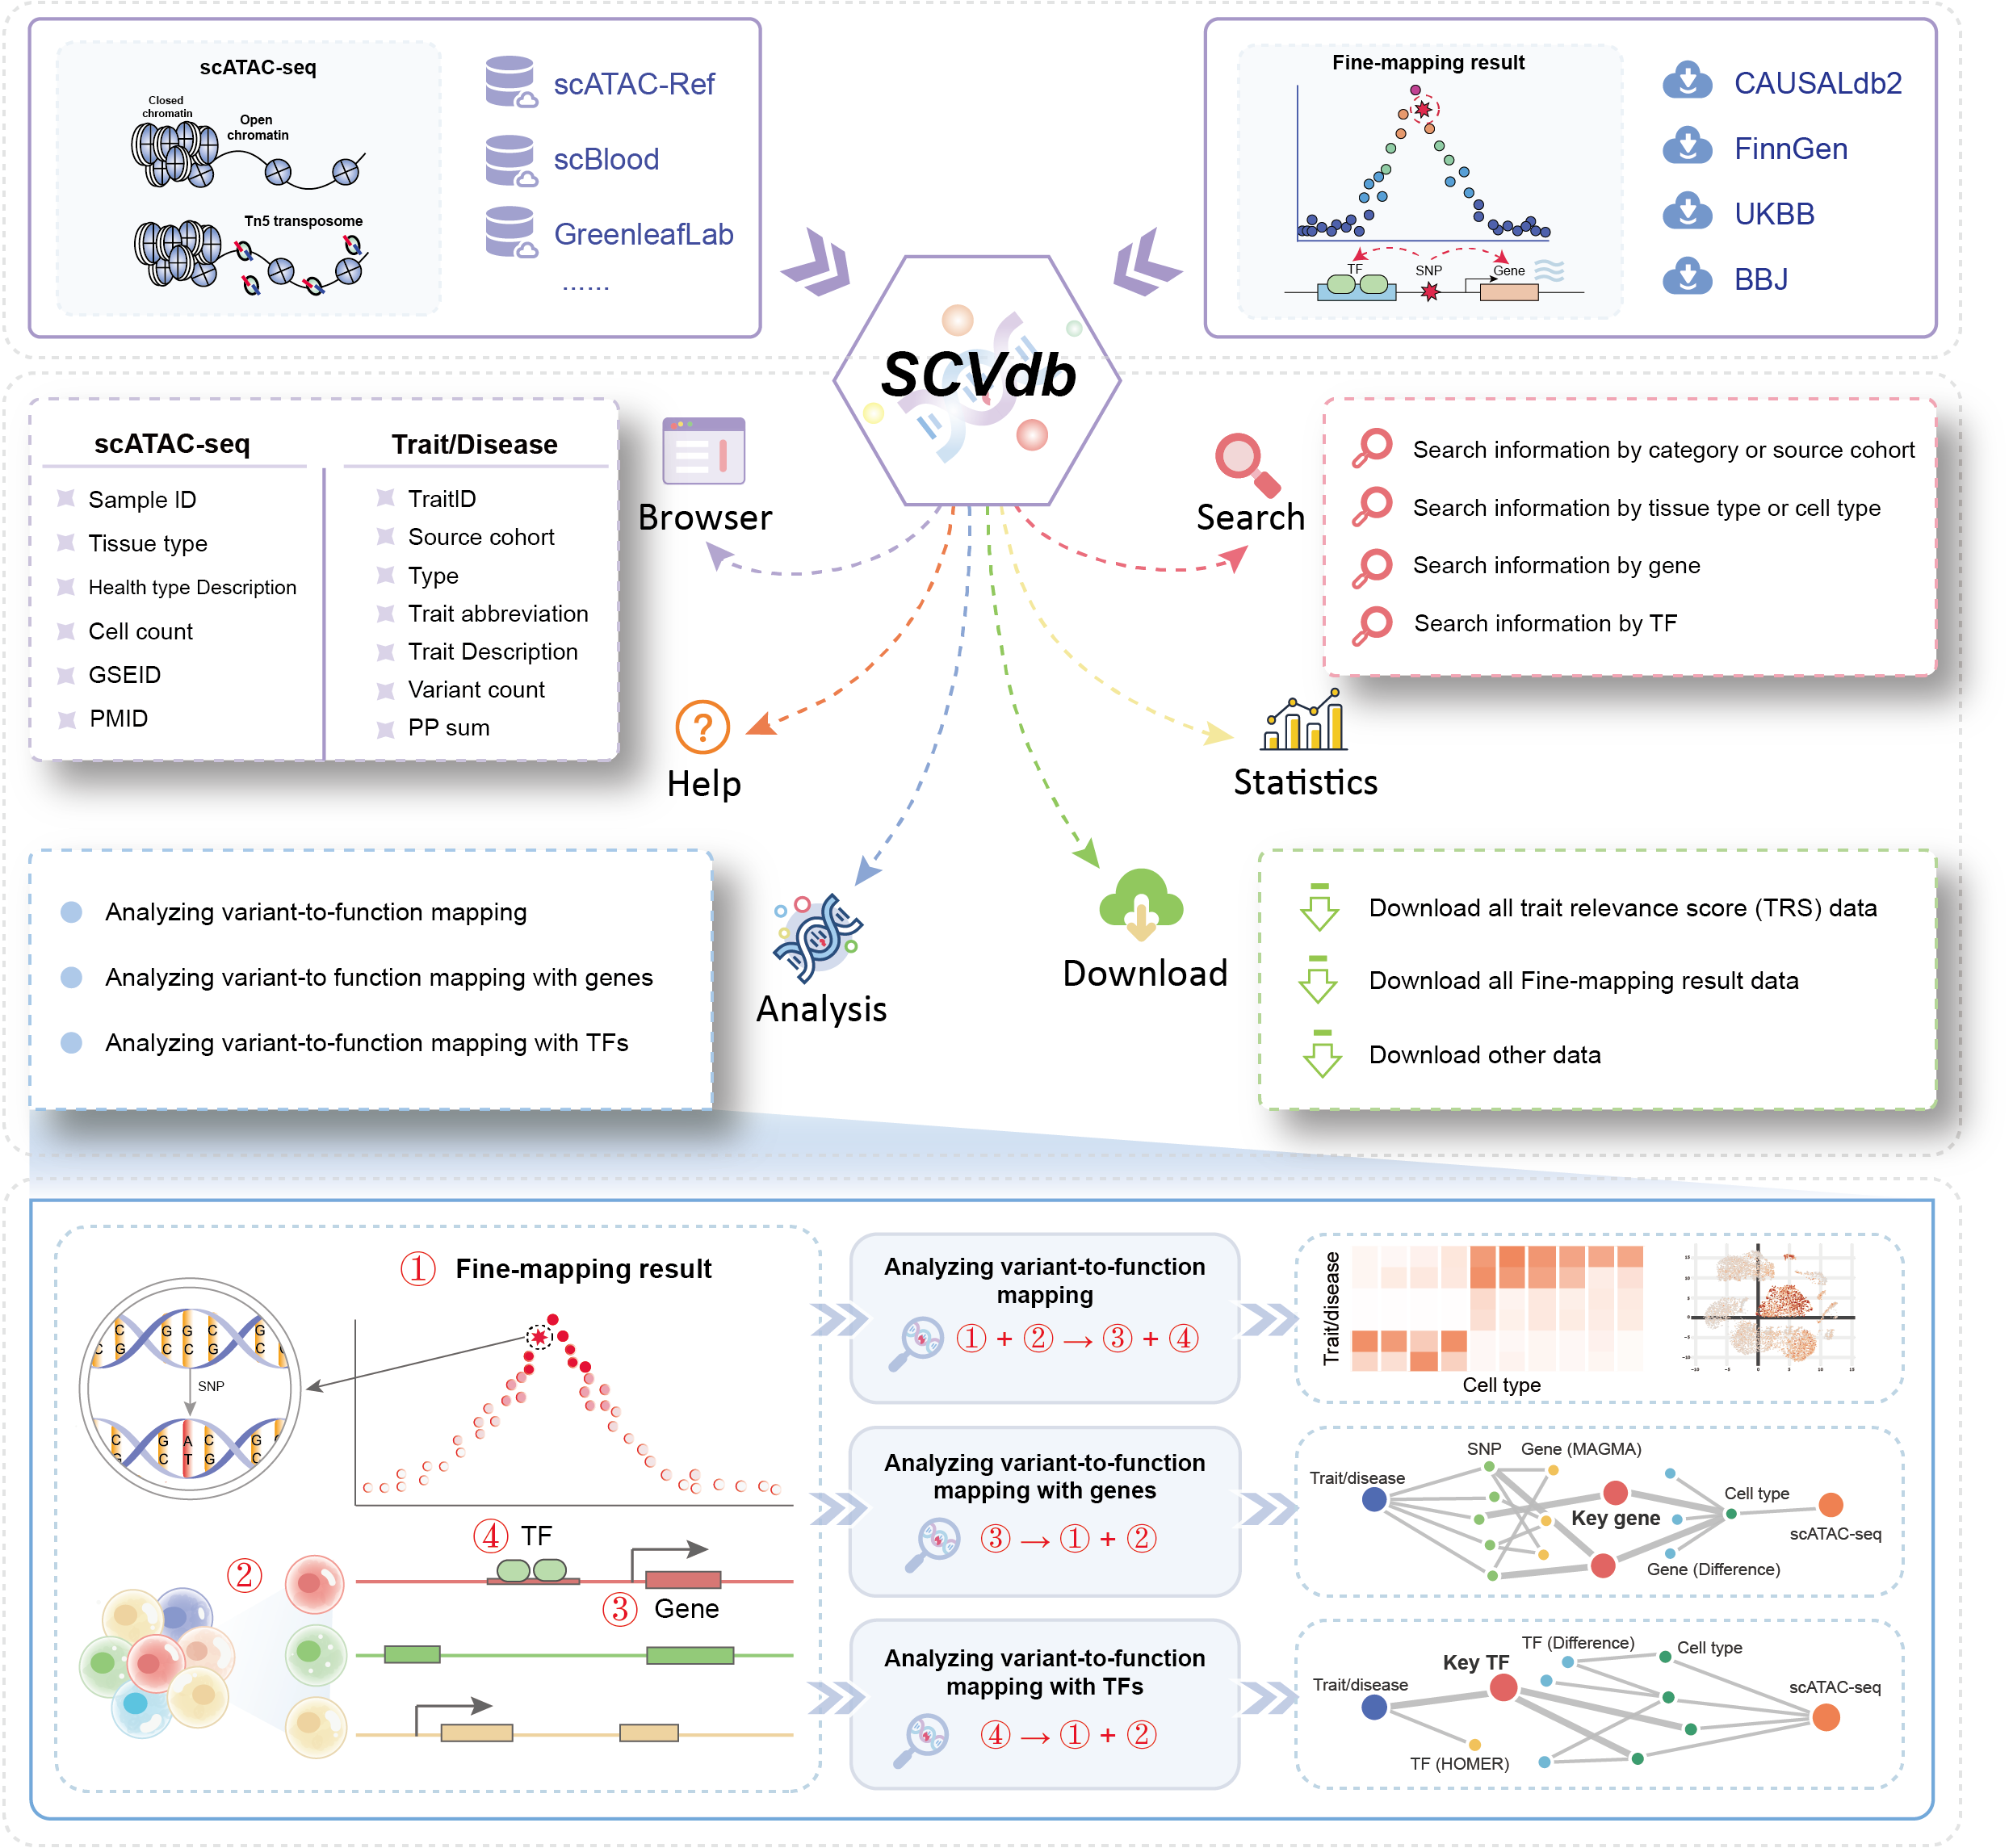 scATAC-seq
Closed
chromatin
Open
chromatin
Tn5 transposome
scATAC-Ref
scBlood
GreenleafLab
......
Fine-mapping result
TF
SNP
Gene
CAUSALdb2
FinnGen
UKBB
BBJ
SCVdb
scATAC-seq
Sample ID
Tissue type
Health type Description
Cell count
GSEID
PMID
Trait/Disease
TraitID
Source cohort
Type
Trait abbreviation
Trait Description
Variant count
PP sum
Browser
Search
Search information by category or source cohort
Search information by tissue type or cell type
Search information by gene
Search information by TF
?
Help
Statistics
Analysis
Download
Analyzing variant-to-function mapping
Analyzing variant-to function mapping with genes
Analyzing variant-to-function mapping with TFs
Download all trait relevance score (TRS) data
Download all Fine-mapping result data
Download other data
① Fine-mapping result
C G G C G
C G C C G C
SNP
C G A C G
G C T G C
④ TF
②
③ Gene
Analyzing variant-to-function
mapping
① + ② → ③ + ④
Analyzing variant-to-function
mapping with genes
③ → ① + ②
Analyzing variant-to-function
mapping with TFs
④ → ① + ②
Trait/disease
Cell type
SNP
Gene (MAGMA)
Trait/disease
Cell type
Key gene
scATAC-seq
Gene (Difference)
TF (Difference)
Cell type
Key TF
Trait/disease
scATAC-seq
TF (HOMER)